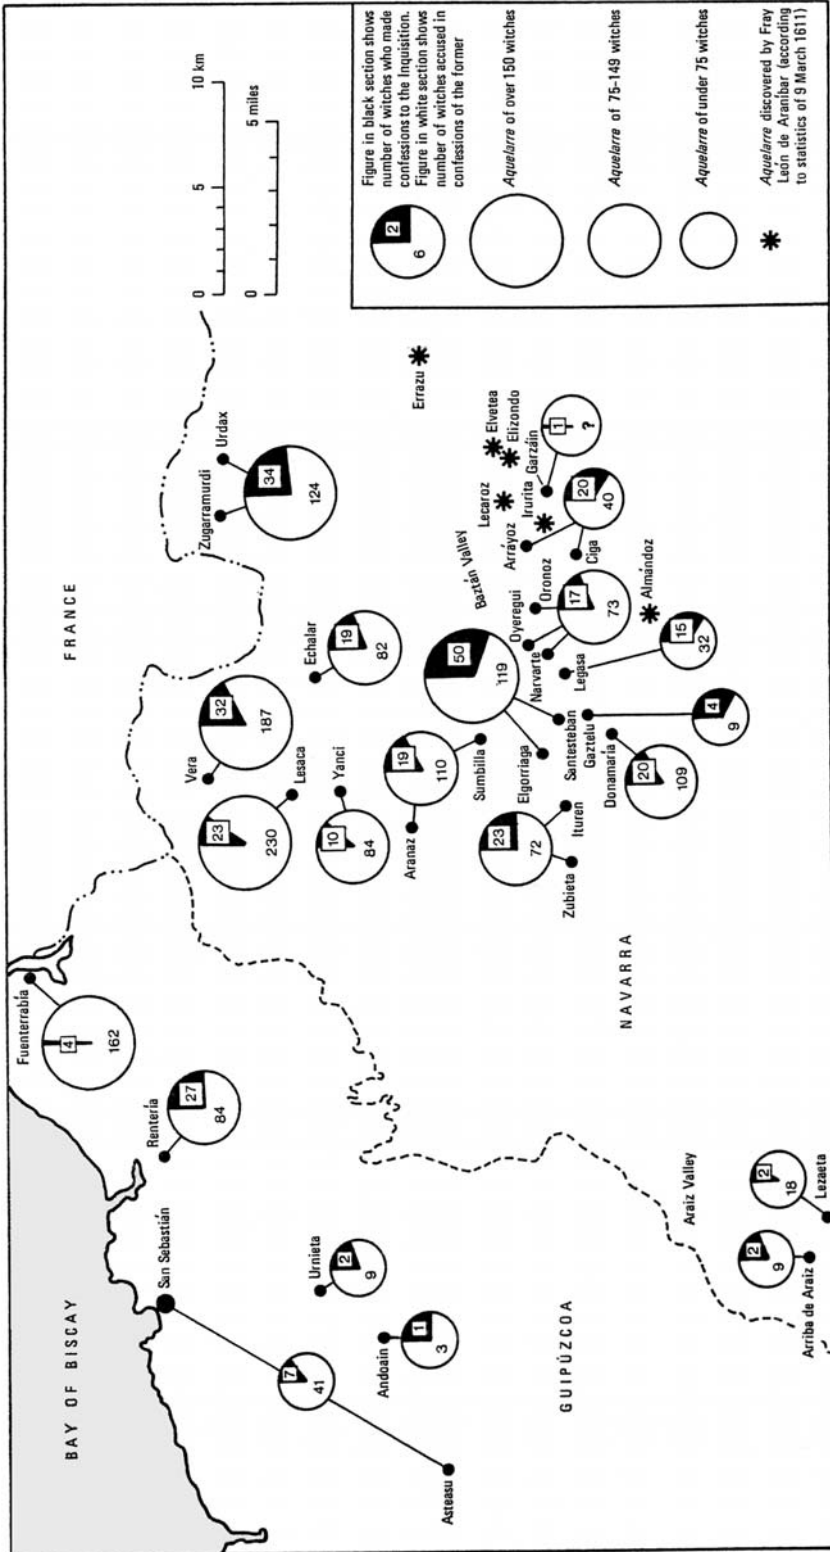 BAY OF BISCAY
FRANCE
GUIPÚZCOA
NAVARRA
Fuenterrabía
4
162
Rentería
27
84
San Sebastián
7
41
Asteasu
Urnieta
2
9
Andoain
1
3
Araiz Valley
Arriba de Araiz
2
9
Lezaeta
2
18
Vera
32
187
Lesaca
23
230
Yanci
10
84
Echalar
19
82
Zugarramurdi
Urdax
34
124
Aranaz
Sumbilla
19
110
Elgorriaga
Santesteban
50
119
Zubieta
Ituren
23
72
Donamaría
20
109
Gaztelu
4
9
Legasa
15
32
Narvarte
Oyeregui
Oronoz
17
73
Baztán Valley
Almándoz
Arráyoz
Ciga
20
40
Irurita
Lecaroz
Garzáin
1
?
Elizondo
Elvetea
Errazu
0
5
10 km
0
5 miles
2
6
Figure in black section shows
number of witches who made
confessions to the Inquisition.
Figure in white section shows
number of witches accused in
confessions of the former
Aquelarre of over 150 witches
Aquelarre of 75-149 witches
Aquelarre of under 75 witches
Aquelarre discovered by Fray
León de Araníbar (according
to statistics of 9 March 1611)